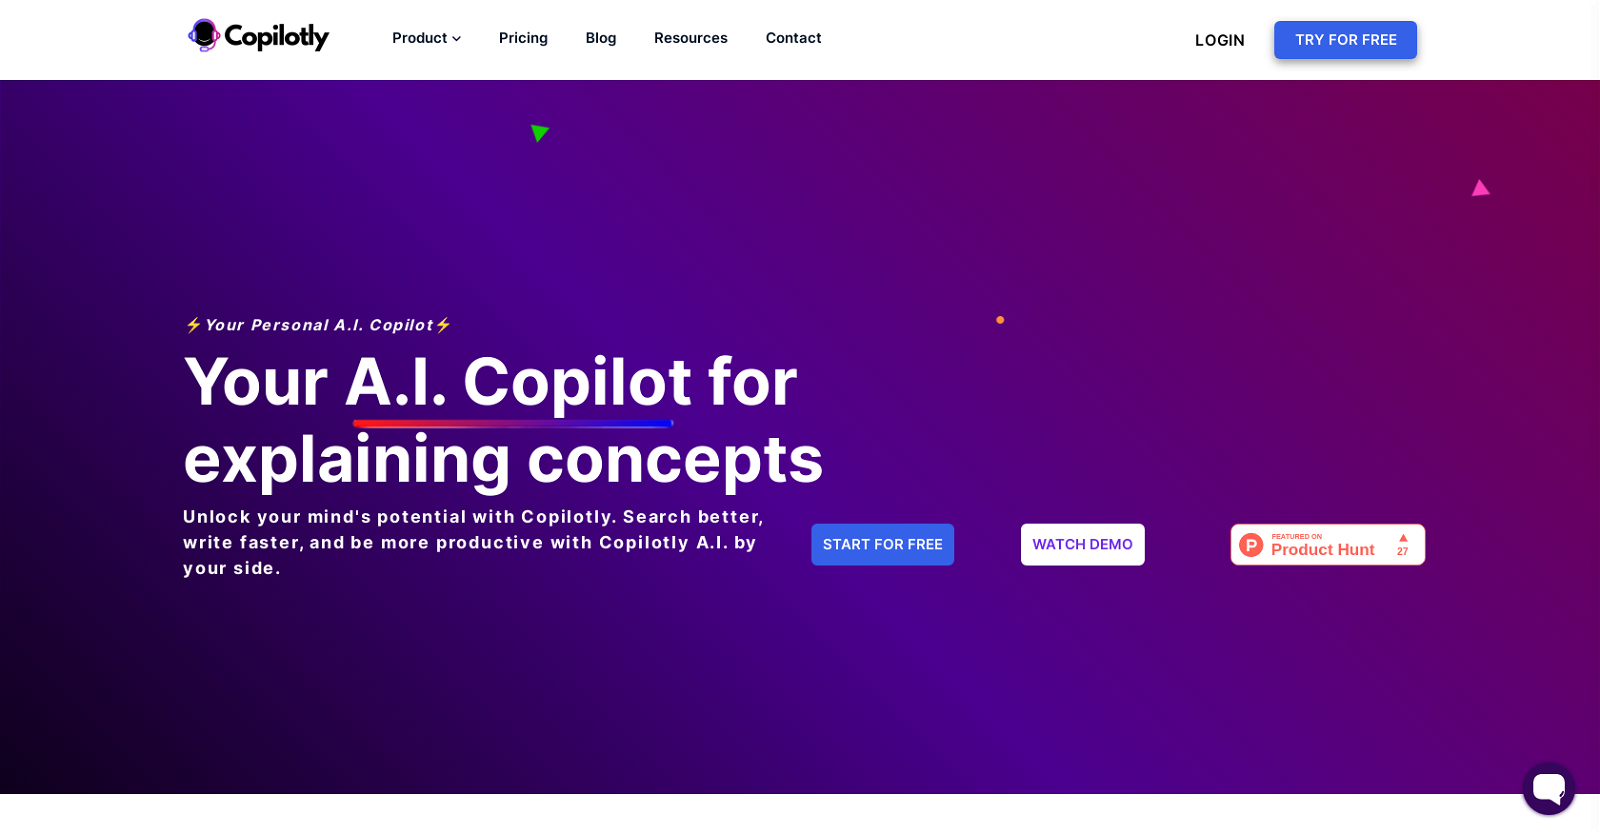 Copilotly
Product
Pricing
Blog
Resources
Contact
LOGIN
TRY FOR FREE
⚡Your Personal A.I. Copilot⚡
Your A.I. Copilot for
explaining concepts
Unlock your mind's potential with Copilotly. Search better,
write faster, and be more productive with Copilotly A.I. by
your side.
START FOR FREE
WATCH DEMO
P
FEATURED ON
Product Hunt
▲
27